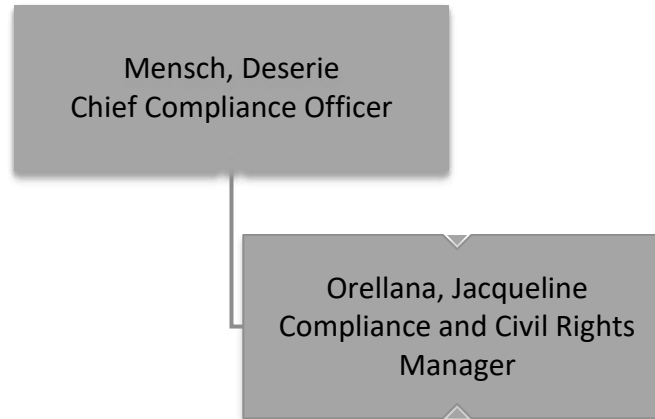 Mensch, Deserie
Chief Compliance Officer
Orellana, Jacqueline
Compliance and Civil Rights
Manager